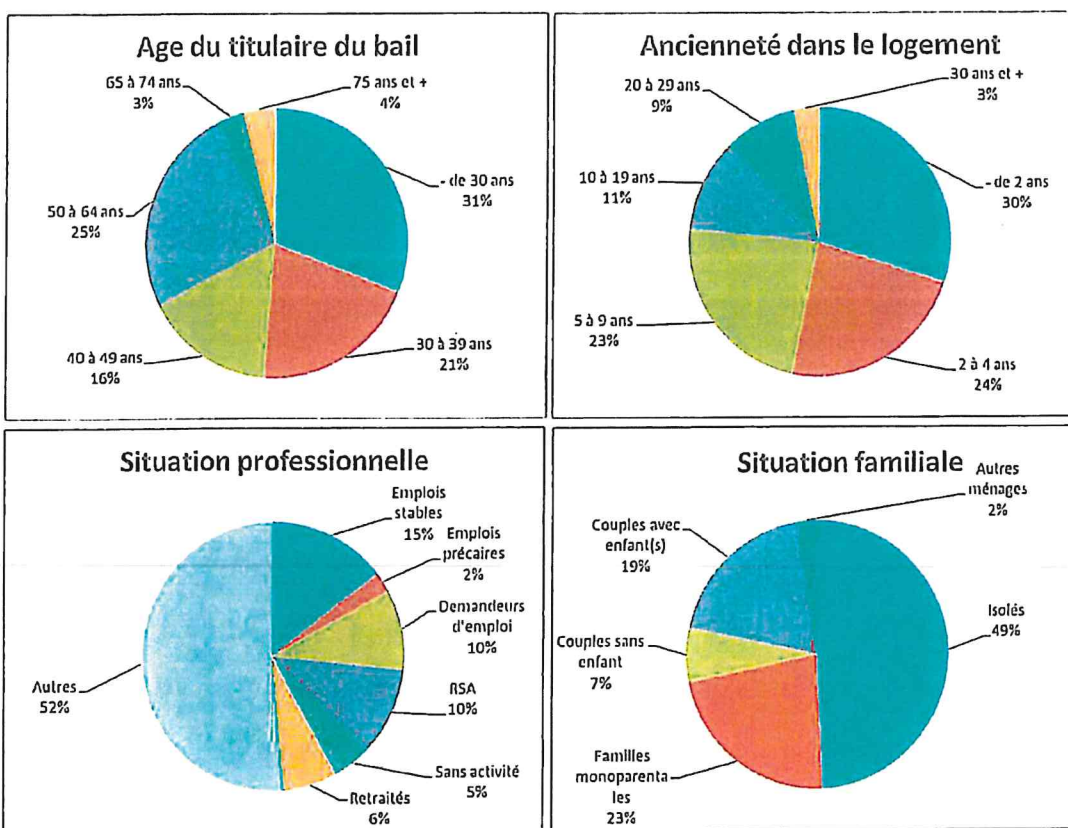 Age du titulaire du bail
65 à 74 ans
3%
75 ans et +
4%
- de 30 ans
31%
50 à 64 ans
25%
40 à 49 ans
16%
30 à 39 ans
21%
Ancienneté dans le logement
20 à 29 ans
9%
30 ans et +
3%
10 à 19 ans
11%
- de 2 ans
30%
5 à 9 ans
23%
2 à 4 ans
24%
Situation professionnelle
Emplois
stables
15%
Emplois
précaires
2%
Demandeurs
d'emploi
10%
Autres
52%
RSA
10%
Sans activité
5%
Retraités
6%
Situation familiale
Autres
ménages
2%
Couples avec
enfant(s)
19%
Isolés
49%
Couples sans
enfant
7%
Familles
monoparenta
les
23%